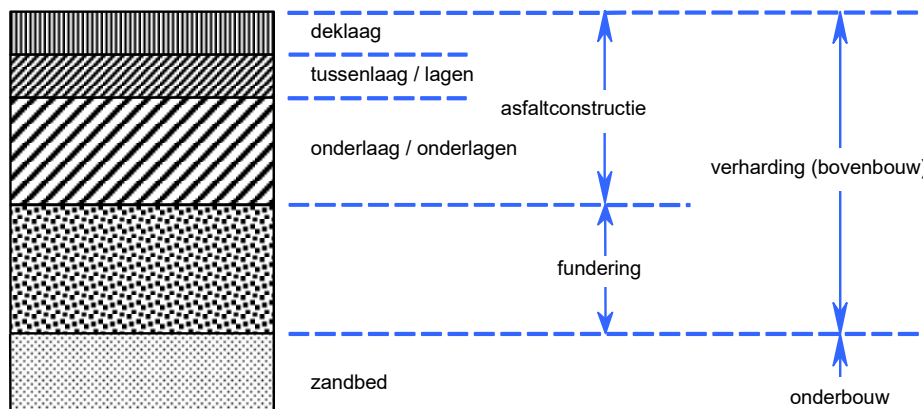 deklaag
tussenlaag / lagen
asfaltconstructie
onderlaag / onderlagen
verharding (bovenbouw)
fundering
zandbed
onderbouw